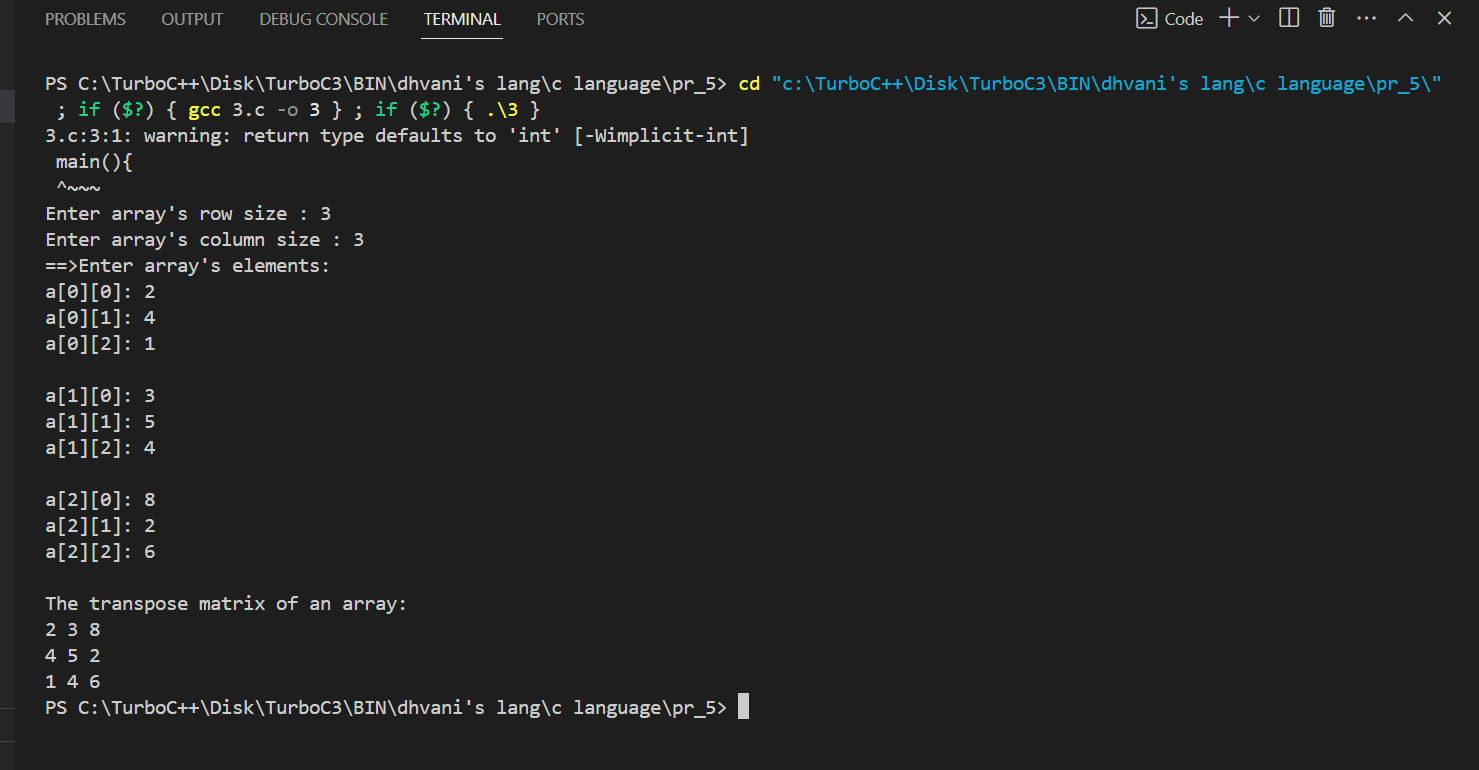 PROBLEMS OUTPUT DEBUG CONSOLE TERMINAL PORTS Code
PS C:\TurboC++\Disk\TurboC3\BIN\dhvani's lang\c language\pr_5> cd "c:\TurboC++\Disk\TurboC3\BIN\dhvani's lang\c language\pr_5\"
; if ($?) { gcc 3.c -o 3 } ; if ($?) { .\3 }
3.c:3:1: warning: return type defaults to 'int' [-Wimplicit-int]
main(){
^~~~
Enter array's row size : 3
Enter array's column size : 3
==>Enter array's elements:
a[0][0]: 2
a[0][1]: 4
a[0][2]: 1
a[1][0]: 3
a[1][1]: 5
a[1][2]: 4
a[2][0]: 8
a[2][1]: 2
a[2][2]: 6
The transpose matrix of an array:
2 3 8
4 5 2
1 4 6
PS C:\TurboC++\Disk\TurboC3\BIN\dhvani's lang\c language\pr_5>